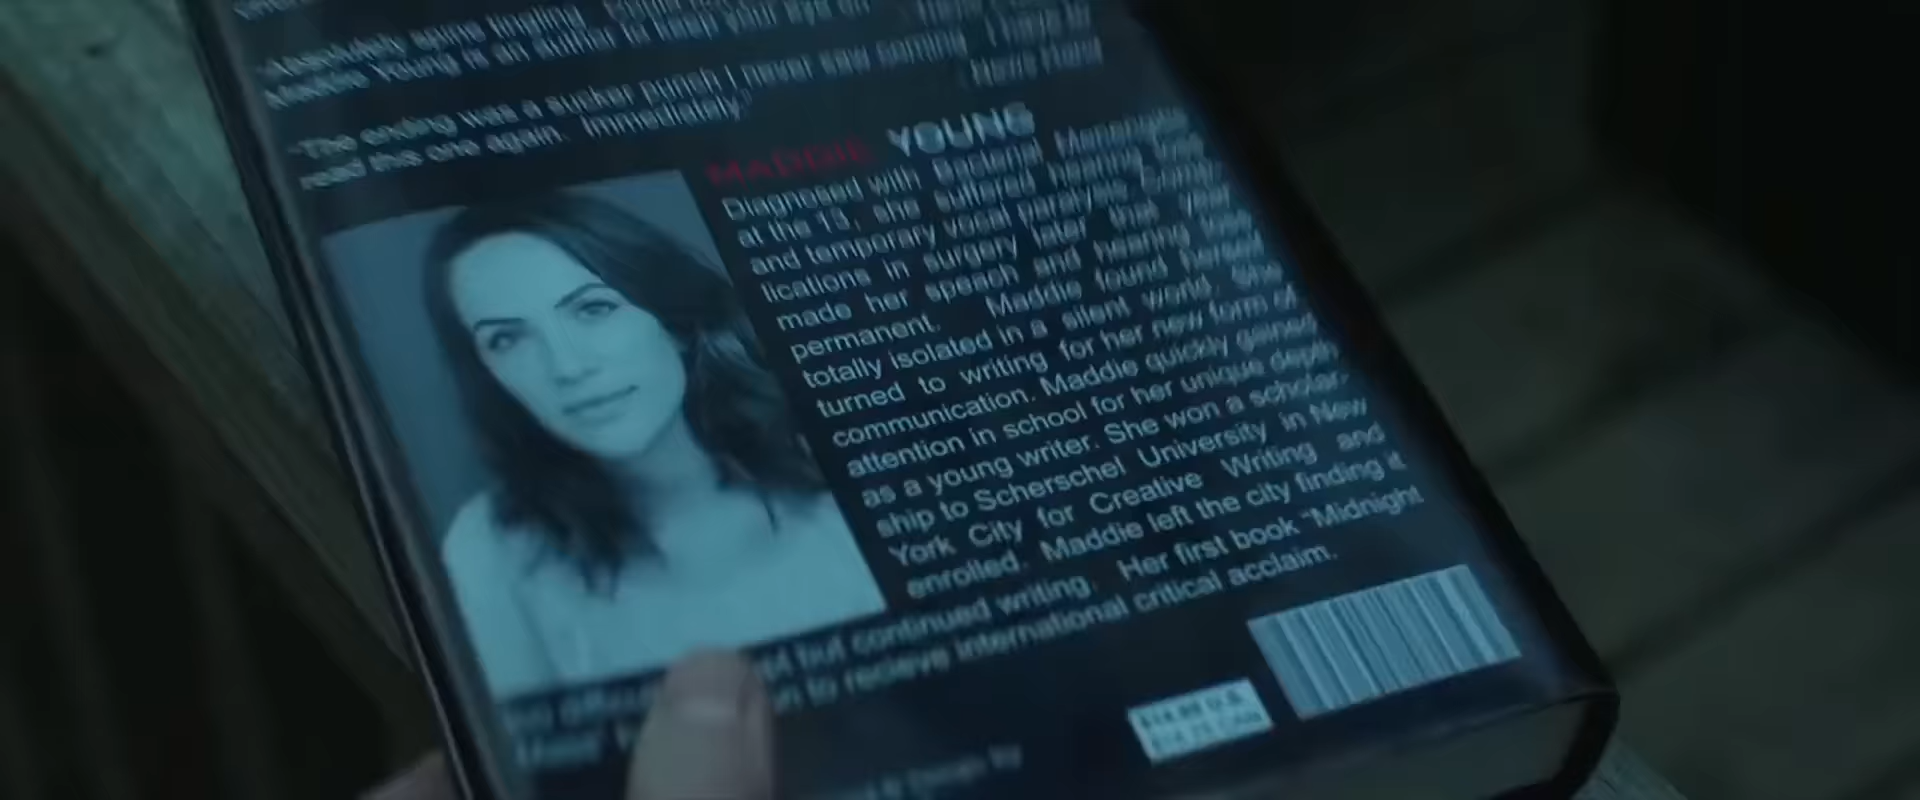 Absolutely spine tingling.
Maddie Young is an author to keep your eye on
"The ending was a sucker punch I never saw coming. I have to
read this one again. Immediately."
MADDIE YOUNG
Diagnosed with Bacterial Meningitis
at the 13, she suffered hearing loss
and temporary vocal paralysis. Comp-
lications in surgery later that year
made her speech and hearing loss
permanent. Maddie found herself
totally isolated in a silent world. She
turned to writing for her new form of
communication. Maddie quickly gained
attention in school for her unique depth
as a young writer. She won a scholar-
ship to Scherschel University in New
York City for Creative Writing and
enrolled. Maddie left the city finding it
but continued writing. Her first book "Midnight
to recieve international critical acclaim.